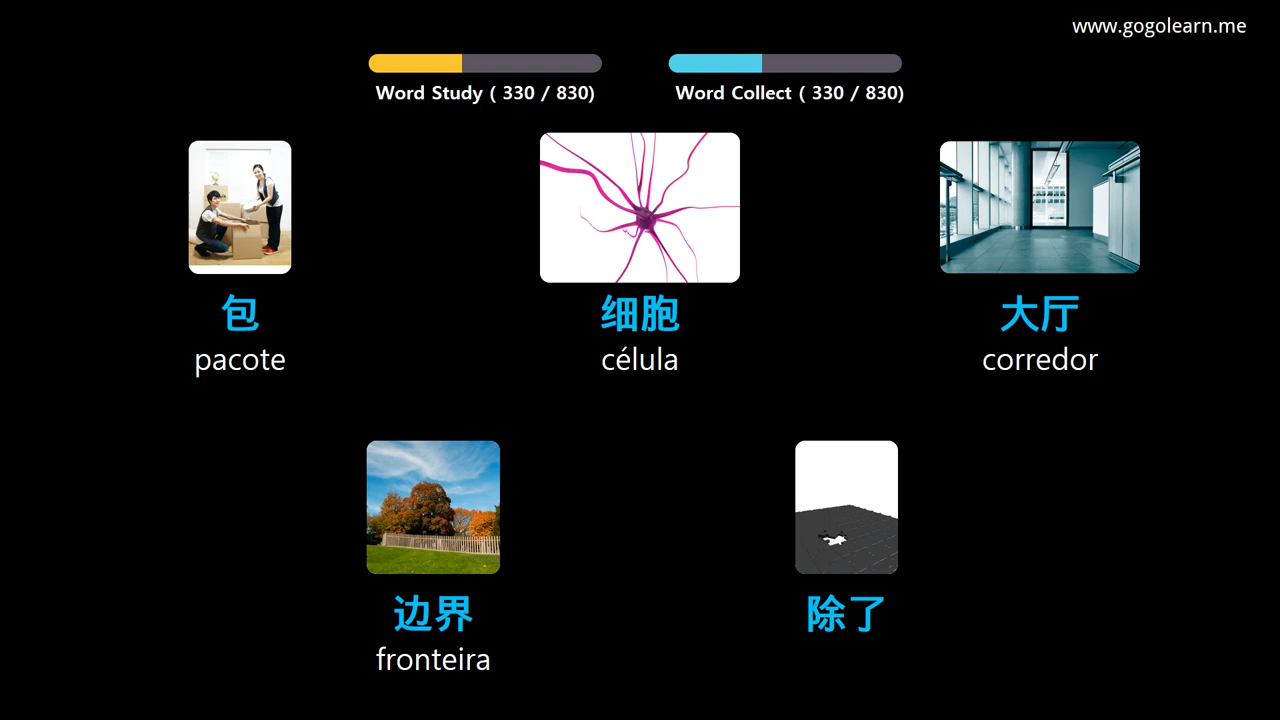 www.gogolearn.me
Word Study ( 330 / 830)
Word Collect ( 330 / 830)
包
pacote
细胞
célula
大厅
corredor
边界
fronteira
除了